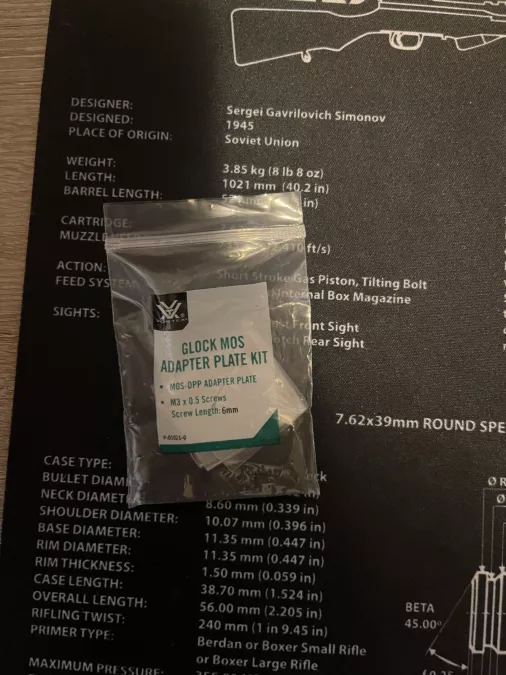 DESIGNER: Sergei Gavrilovich Simonov
DESIGNED: 1945
PLACE OF ORIGIN: Soviet Union
WEIGHT: 3.85 kg (8 lb 8 oz)
LENGTH: 1021 mm (40.2 in)
BARREL LENGTH: in)
CARTRIDGE:
MUZZLE ft/s)
ACTION: Short Stroke Gas Piston, Tilting Bolt
FEED SYSTEM Internal Box Magazine
SIGHTS: Front Sight
Rear Sight
VORTEX
GLOCK MOS
ADAPTER PLATE KIT
• MOS-DPP ADAPTER PLATE
• M3 x 0.5 Screws
Screw Length: 6mm
7.62x39mm ROUND SPE
CASE TYPE:
BULLET DIAM
NECK DIAMET 8.60 mm (0.339 in)
SHOULDER DIAMETER: 10.07 mm (0.396 in)
BASE DIAMETER: 11.35 mm (0.447 in)
RIM DIAMETER: 11.35 mm (0.447 in)
RIM THICKNESS: 1.50 mm (0.059 in)
CASE LENGTH: 38.70 mm (1.524 in)
OVERALL LENGTH: 56.00 mm (2.205 in)
RIFLING TWIST: 240 mm (1 in 9.45 in)
PRIMER TYPE: Berdan or Boxer Small Rifle
or Boxer Large Rifle
MAXIMUM PRESSURE:
Ø R
BETA
45.00°